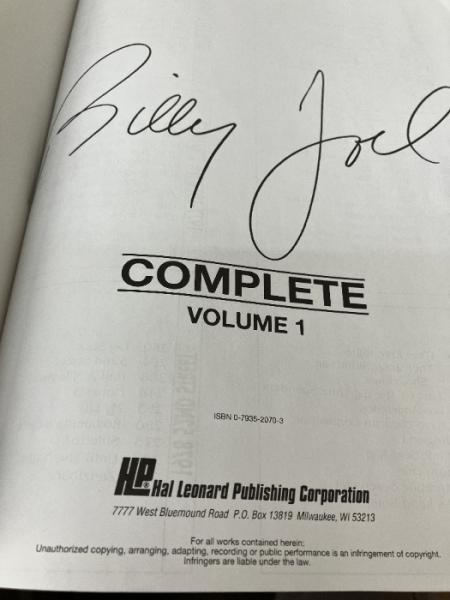 Billy Joel
COMPLETE
VOLUME 1
ISBN 0-7935-2070-3
HP® Hal Leonard Publishing Corporation
7777 West Bluemound Road P.O. Box 13819 Milwaukee, WI 53213
For all works contained herein:
Unauthorized copying, arranging, adapting, recording or public performance is an infringement of copyright.
Infringers are liable under the law.